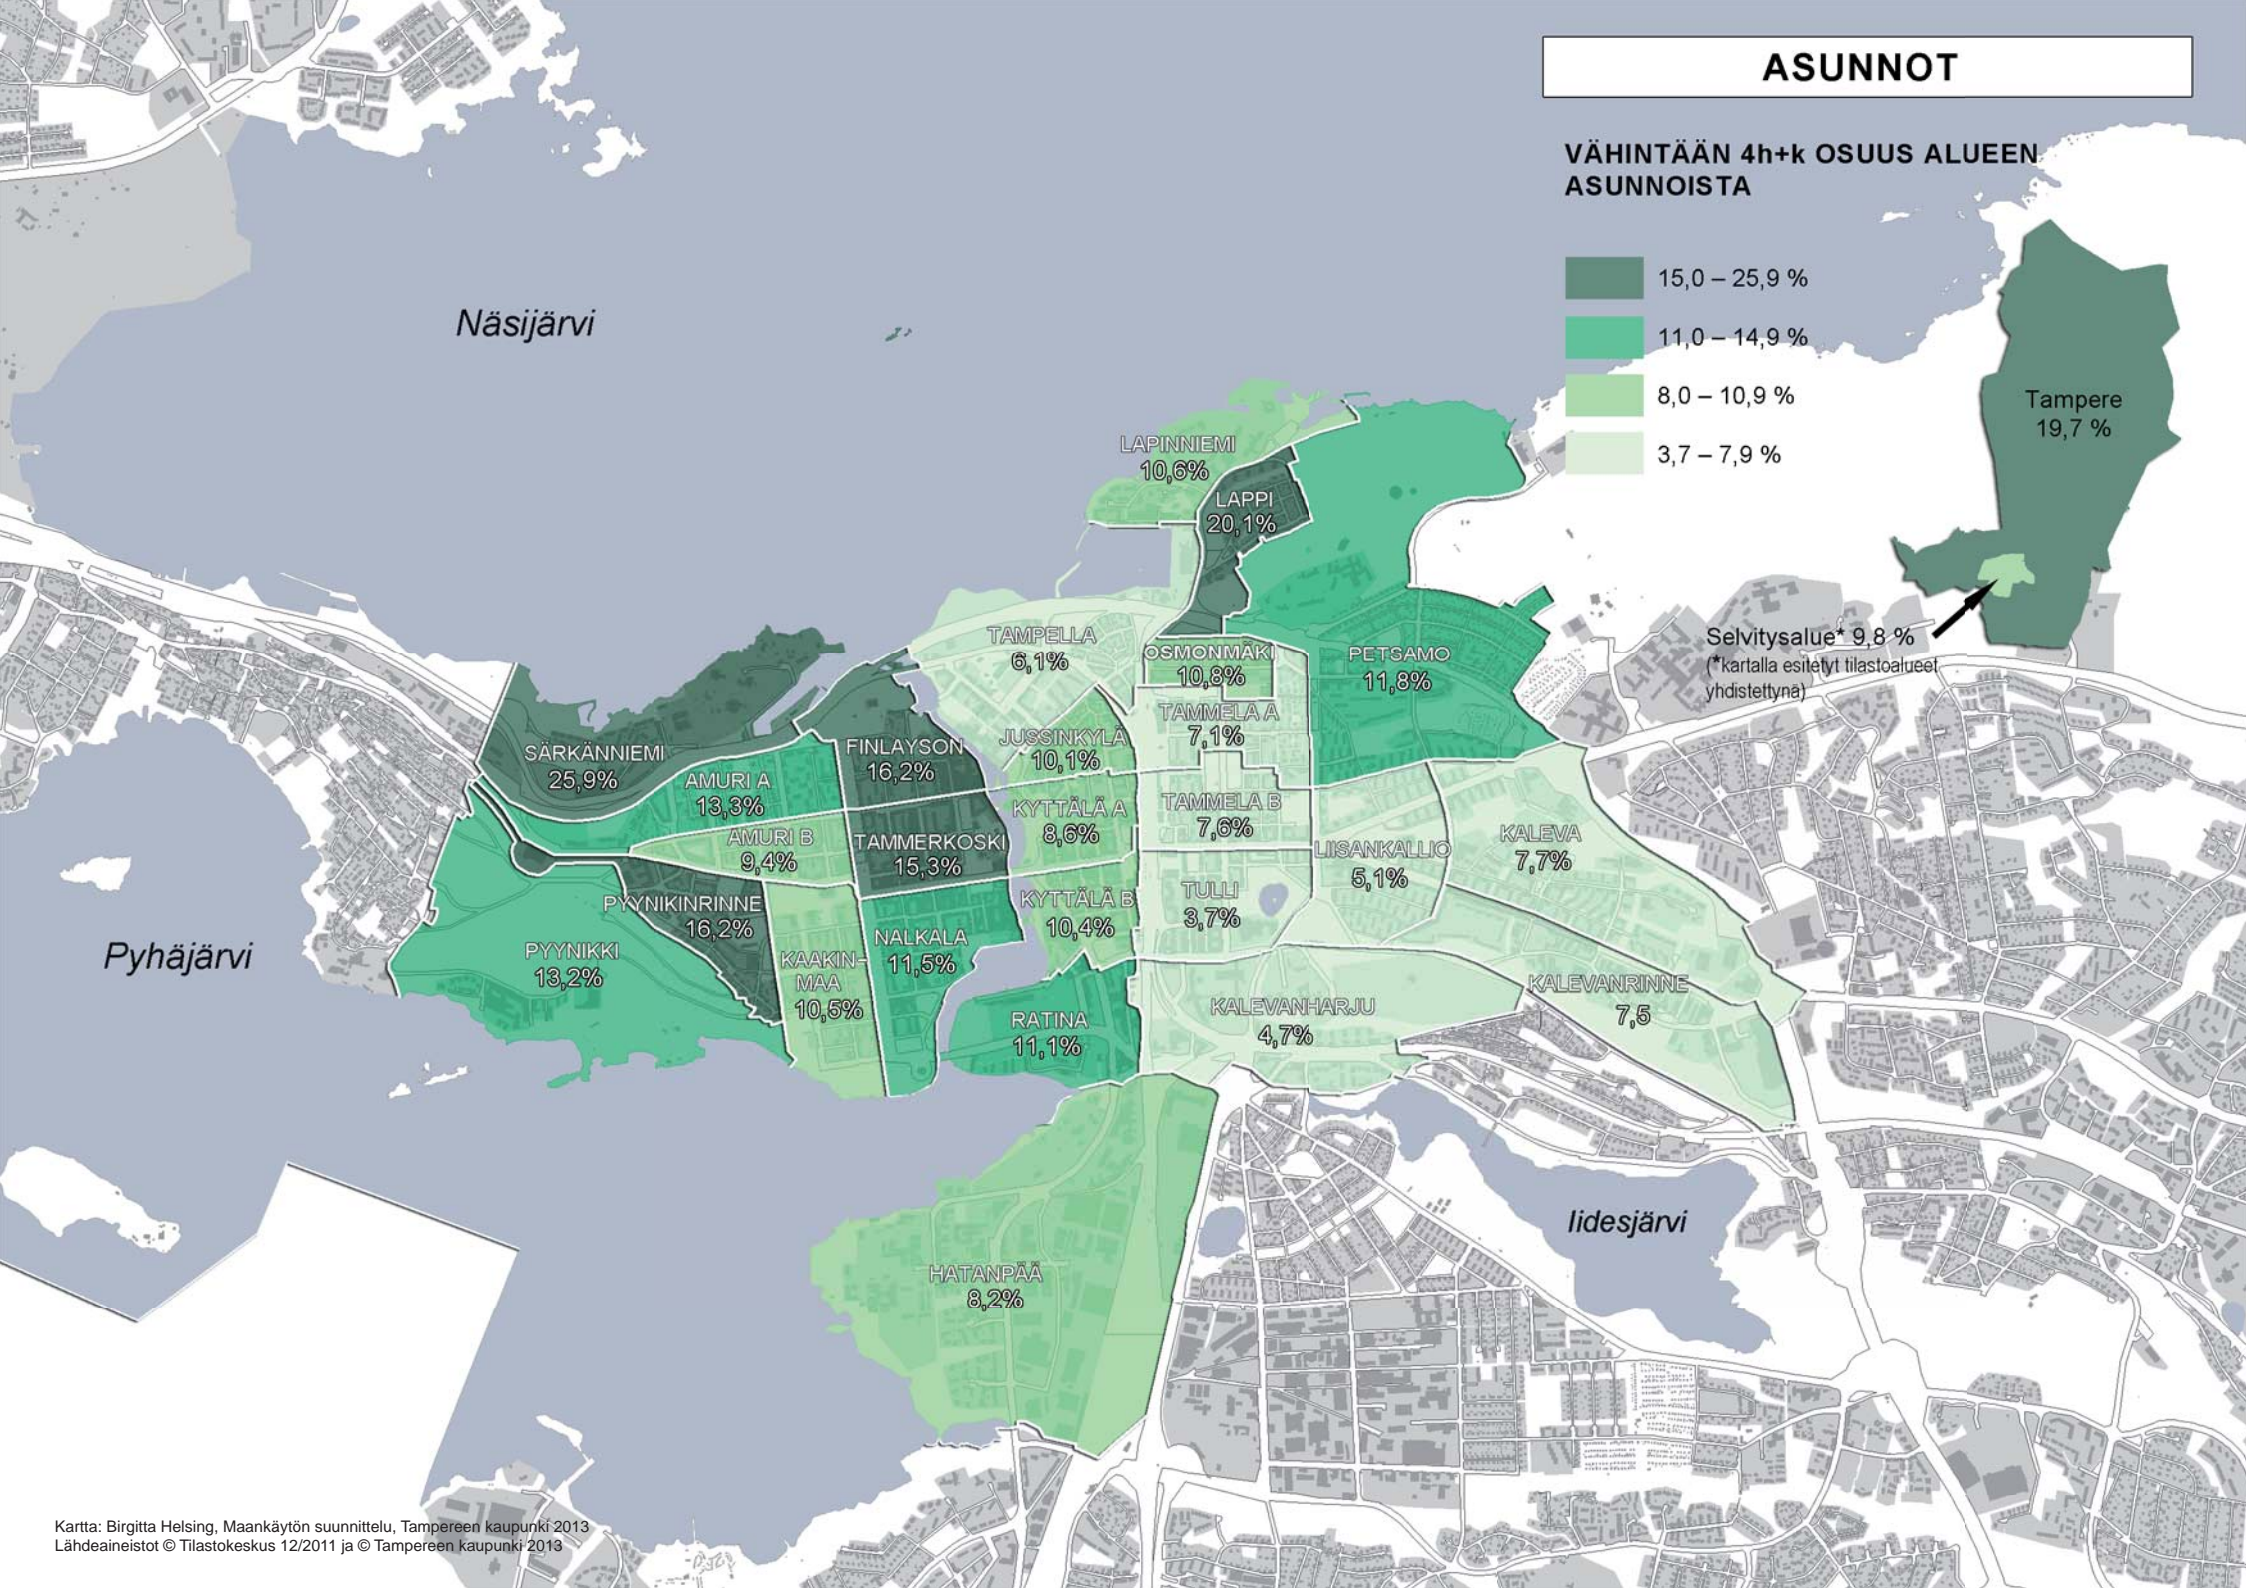 ASUNNOT
VÄHINTÄÄN 4h+k OSUUS ALUEEN
ASUNNOISTA
15,0 – 25,9 %
11,0 – 14,9 %
8,0 – 10,9 %
3,7 – 7,9 %
Tampere
19,7 %
Selvitysalue* 9,8 %
(*kartalla esitetyt tilastoalueet
yhdistettynä)
Näsijärvi
LAPINNIEMI
10,6%
LAPPI
20,1%
TAMPELLA
6,1%
OSMONMÄKI
10,8%
PETSAMO
11,8%
TAMMELA A
7,1%
JUSSINKYLÄ
10,1%
FINLAYSON
16,2%
SÄRKÄNNIEMI
25,9%
AMURI A
13,3%
KYTTÄLÄ A
8,6%
TAMMELA B
7,6%
AMURI B
9,4%
TAMMERKOSKI
15,3%
LIISANKALLIO
5,1%
KALEVA
7,7%
PYYNIKINRINNE
16,2%
KYTTÄLÄ B
10,4%
TULLI
3,7%
Pyhäjärvi
PYYNIKKI
13,2%
NALKALA
11,5%
KAAKIN-
MAA
10,5%
KALEVANRINNE
7,5
RATINA
11,1%
KALEVANHARJU
4,7%
Iidesjärvi
HATANPÄÄ
8,2%
Kartta: Birgitta Helsing, Maankäytön suunnittelu, Tampereen kaupunki 2013
Lähdeaineistot © Tilastokeskus 12/2011 ja © Tampereen kaupunki 2013